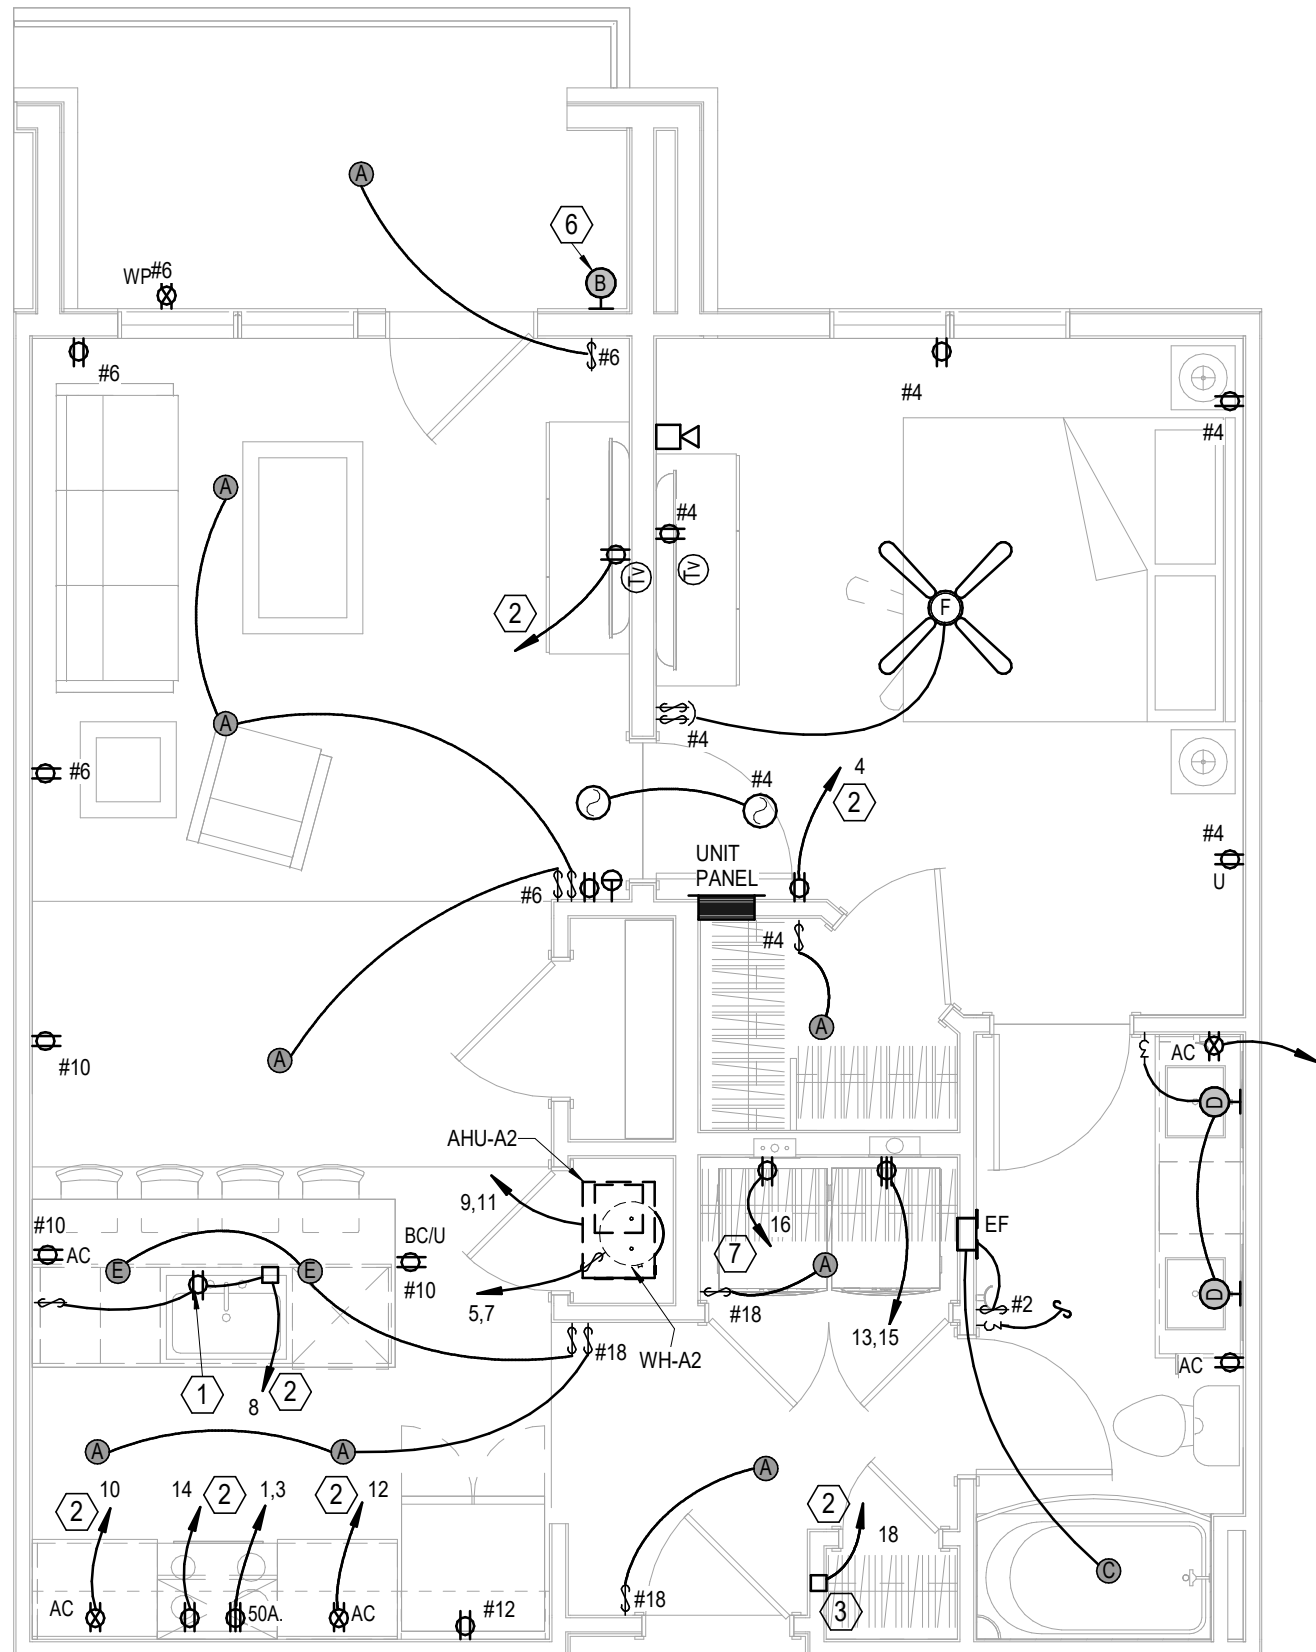 A
6
B
WP#6
#6
#6
#4
#4
A
#4
Tv
Tv
2
F
A
#4
#6
#4
4
2
UNIT
PANEL
#4
U
#6
#4
A
A
#10
AC
D
AHU-A2
9,11
16
7
EF
#10
AC
BC/U
#10
E
E
A
5,7
#18
#2
D
13,15
1
8
2
#18
WH-A2
AC
A
A
A
10
2
14
2
1,3
2
12
2
18
AC
50A.
AC
#12
#18
3
C